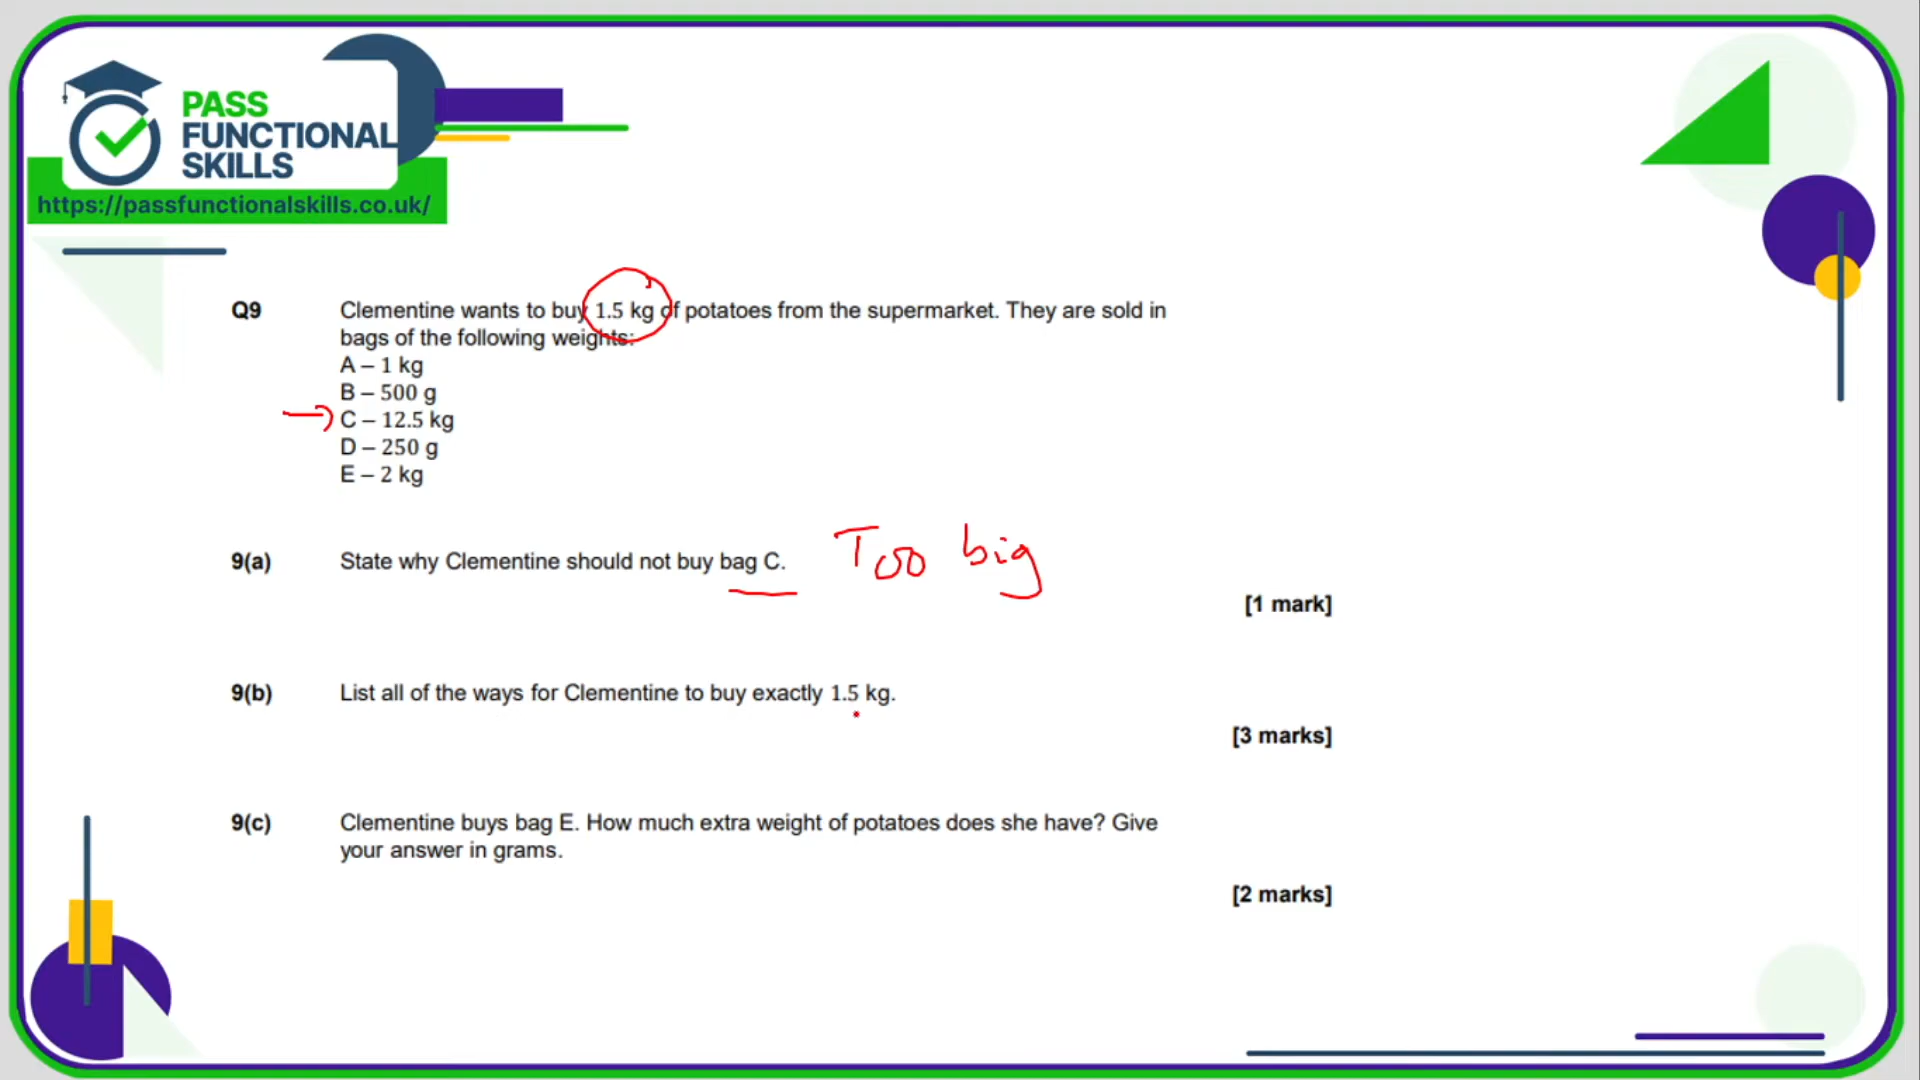 PASS
FUNCTIONAL
SKILLS
https://passfunctionalskills.co.uk/
Q9 Clementine wants to buy 1.5 kg of potatoes from the supermarket. They are sold in
bags of the following weights:
A – 1 kg
B – 500 g
C – 12.5 kg
D – 250 g
E – 2 kg
9(a) State why Clementine should not buy bag C. Too big
[1 mark]
9(b) List all of the ways for Clementine to buy exactly 1.5 kg.
[3 marks]
9(c) Clementine buys bag E. How much extra weight of potatoes does she have? Give
your answer in grams.
[2 marks]